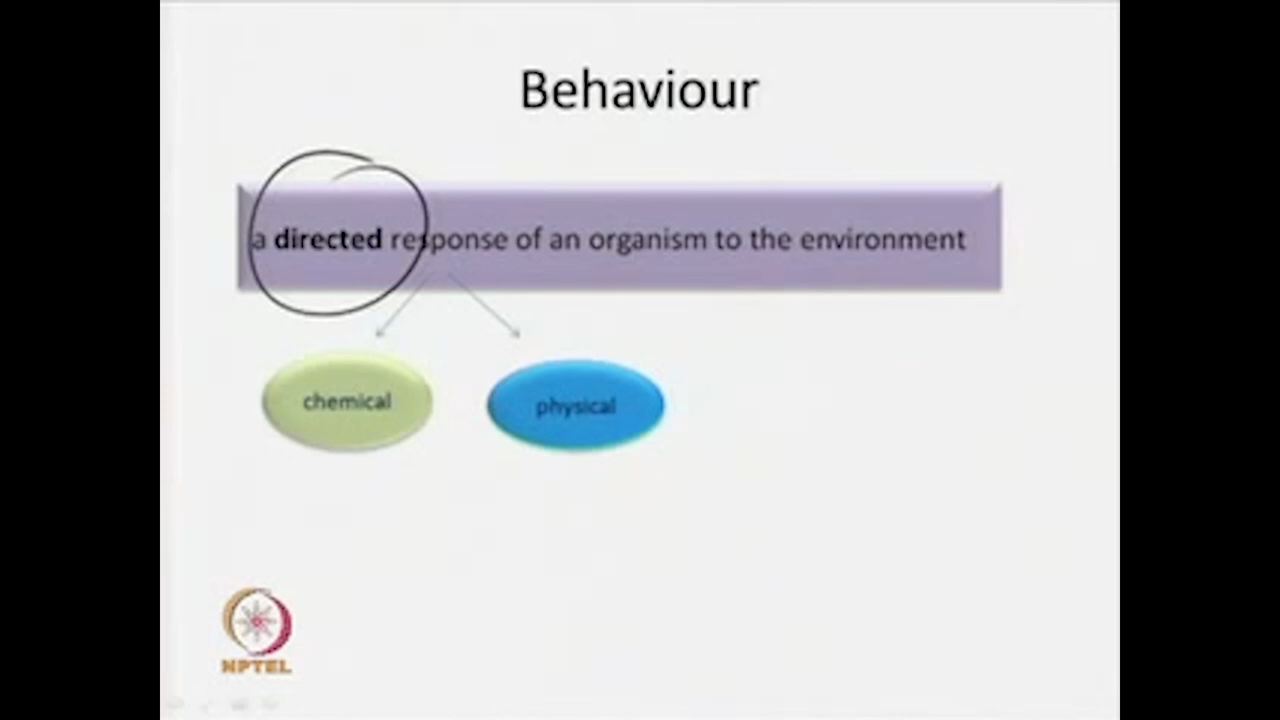 Behaviour
a directed response of an organism to the environment
chemical
physical
NPTEL